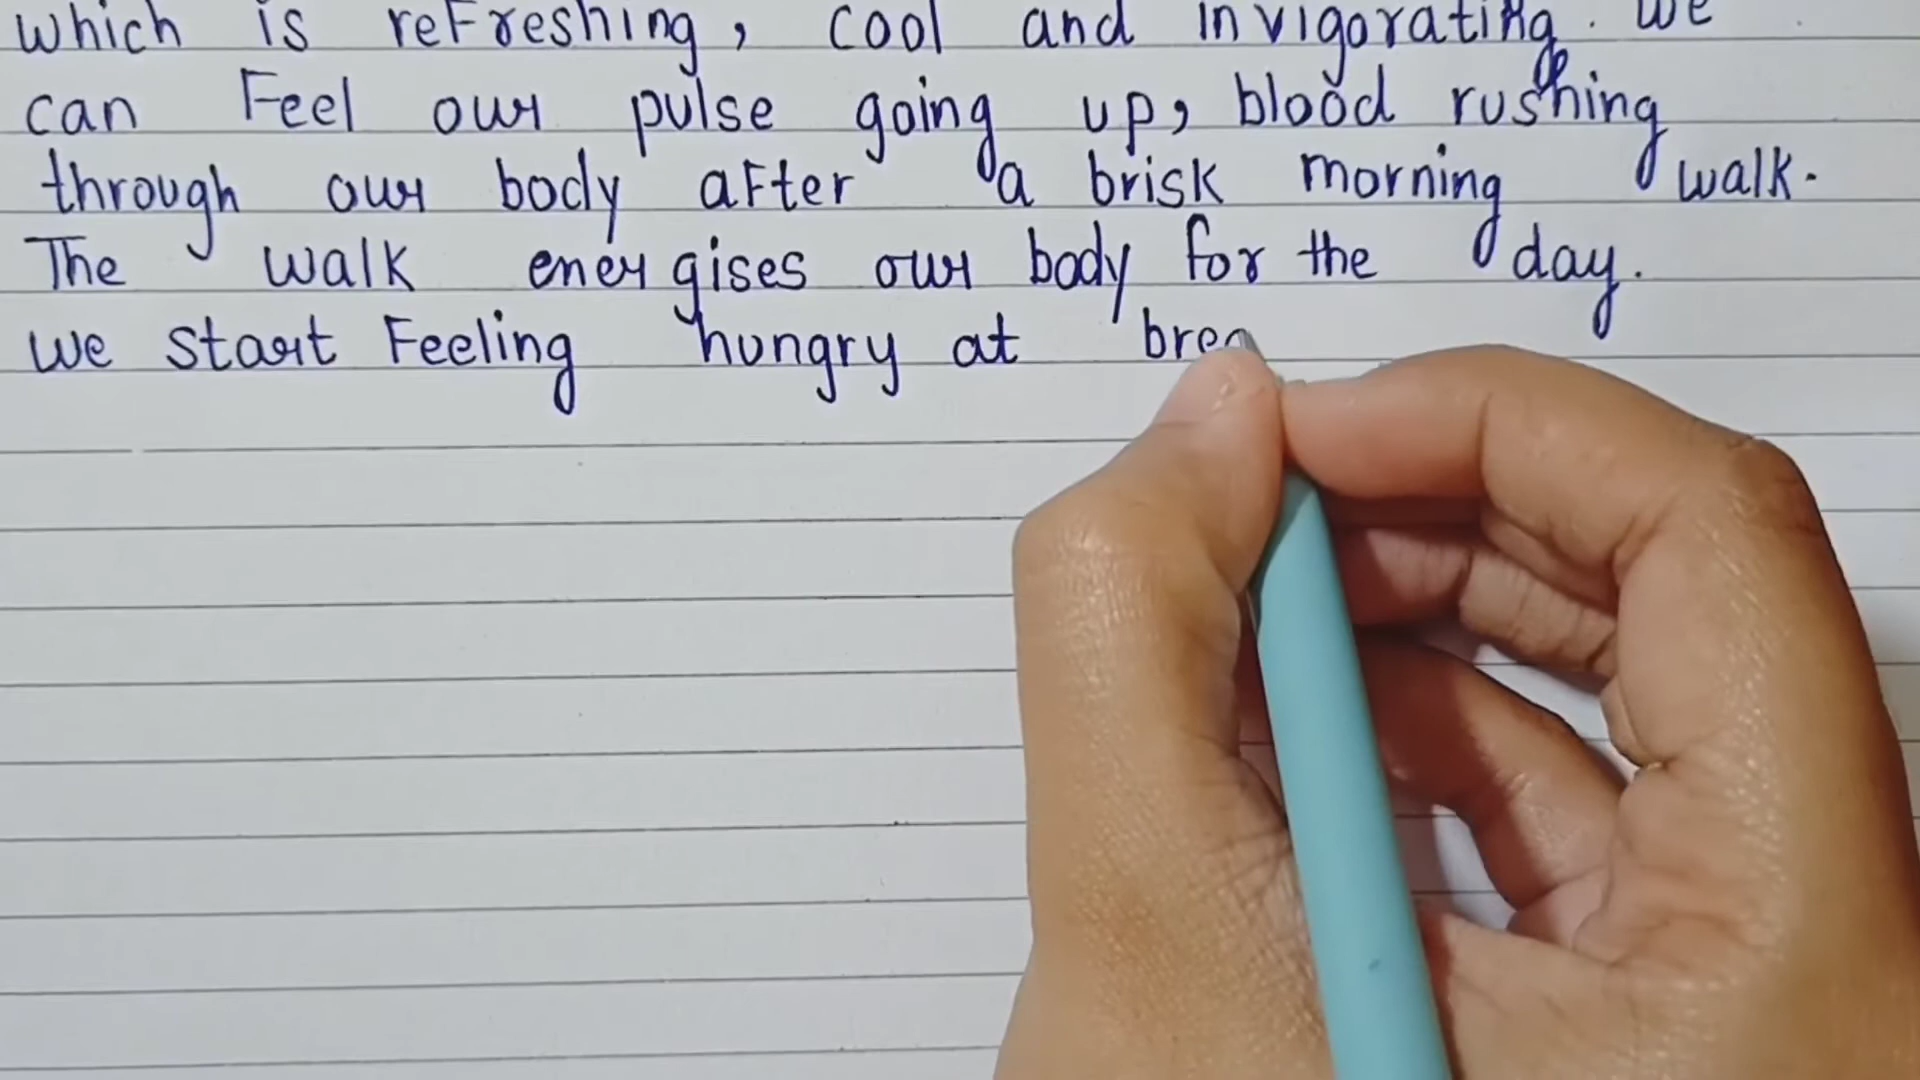 which is refreshing, cool and invigorating. we
can Feel our pulse going up, blood rushing
through our body after a brisk morning walk.
The walk energises our body for the day.
we start Feeling hungry at brea